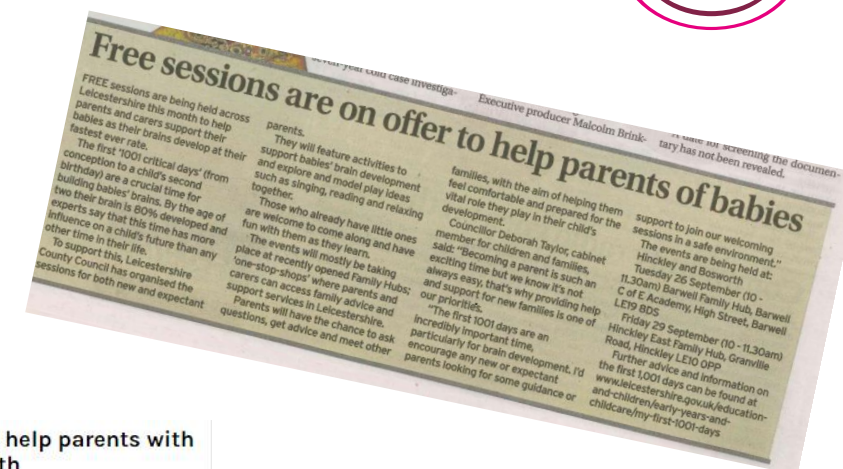 seven-year cold case investiga-
Executive producer Malcolm Brink-
A date for screening the documen-
tary has not been revealed.
Free sessions are on offer to help parents of babies
FREE sessions are being held across
Leicestershire this month to help
parents and carers support their
babies as their brains develop at their
fastest ever rate.
The first '1001 critical days' (from
conception to a child's second
birthday) are a crucial time for
building babies' brains. By the age of
two their brain is 80% developed and
experts say that this time has more
influence on a child's future than any
other time in their life.
To support this, Leicestershire
County Council has organised the
sessions for both new and expectant
parents.
They will feature activities to
support babies' brain development
and explore and model play ideas
such as singing, reading and relaxing
together.
Those who already have little ones
are welcome to come along and have
fun with them as they learn.
The events will mostly be taking
place at recently opened Family Hubs;
'one-stop-shops' where parents and
carers can access family advice and
support services in Leicestershire.
Parents will have the chance to ask
questions, get advice and meet other
families, with the aim of helping them
feel comfortable and prepared for the
vital role they play in their child's
development.
Councillor Deborah Taylor, cabinet
member for children and families,
said: "Becoming a parent is such an
exciting time but we know it's not
always easy, that's why providing help
and support for new families is one of
our priorities.
"The first 1001 days are an
incredibly important time,
particularly for brain development. I'd
encourage any new or expectant
parents looking for some guidance or
support to join our welcoming
sessions in a safe environment."
The events are being held at:
Hinckley and Bosworth
Tuesday 26 September (10 -
11.30am) Barwell Family Hub, Barwell
C of E Academy, High Street, Barwell
LE19 8DS
Friday 29 September (10 - 11.30am)
Hinckley East Family Hub, Granville
Road, Hinckley LE10 0PP
Further advice and information on
the first 1,001 days can be found at
www.leicestershire.gov.uk/education-
and-children/early-years-and-
childcare/my-first-1001-days
help parents with